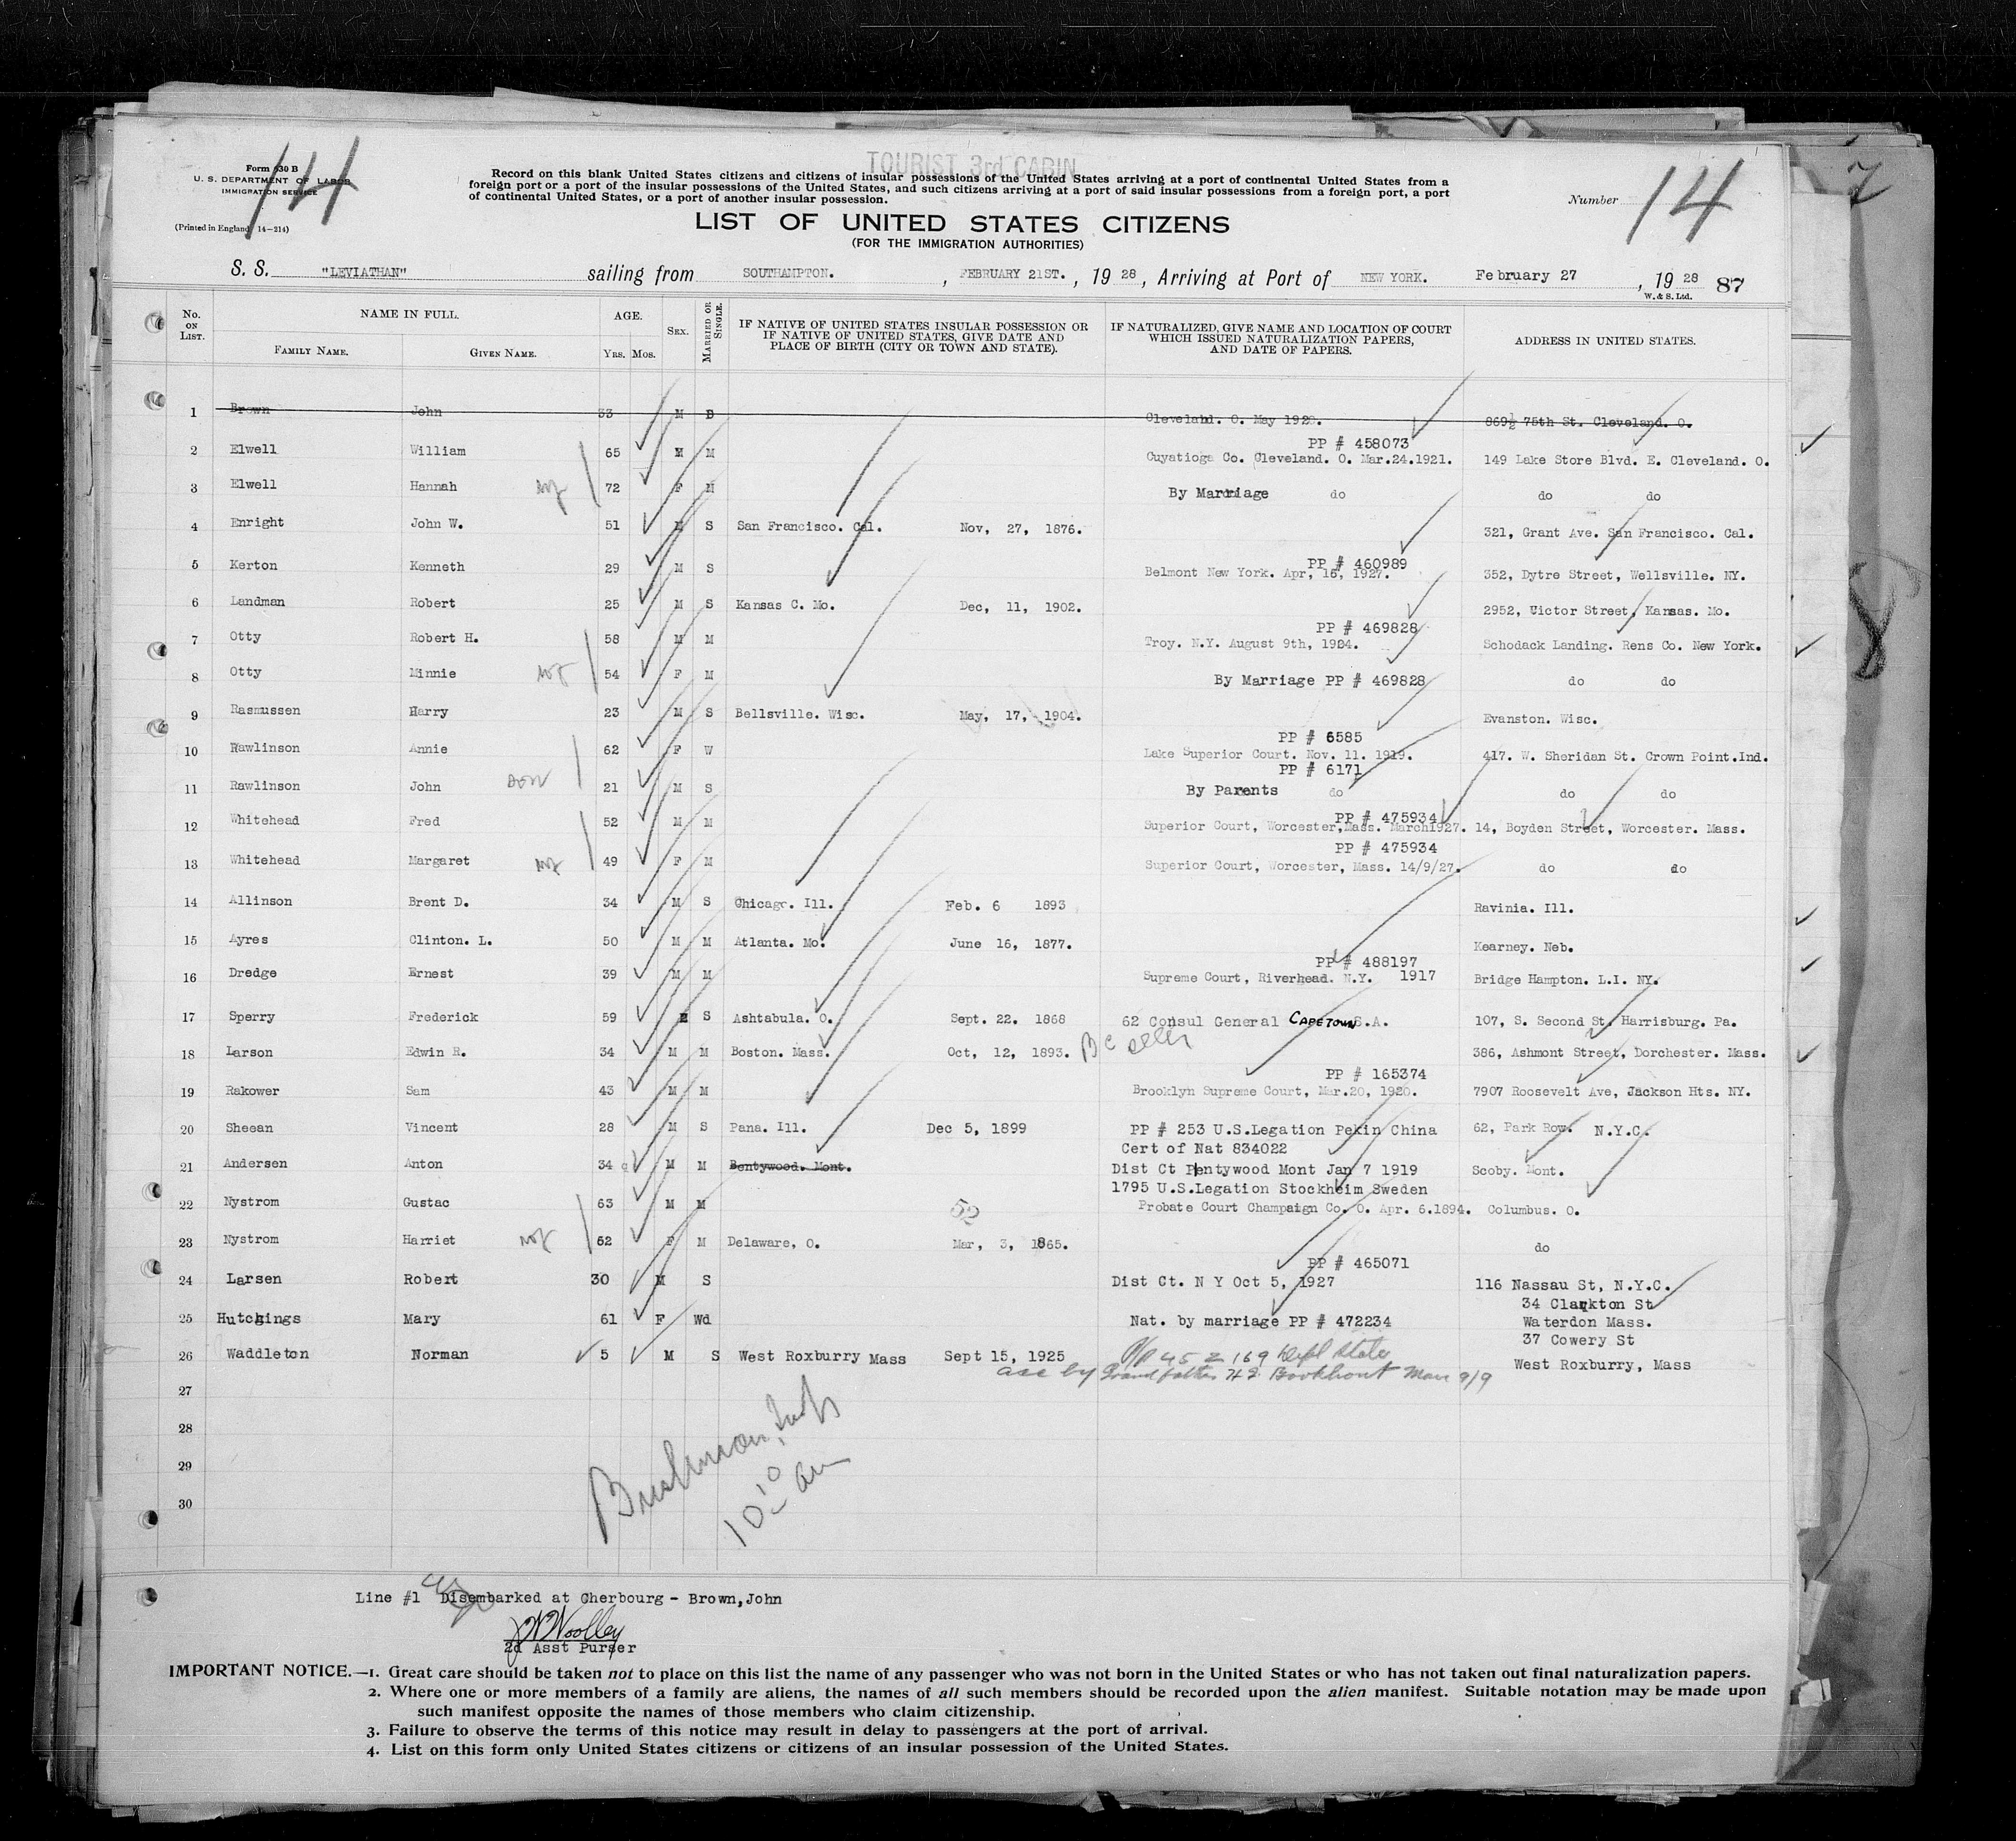 TOURIST 3rd CABIN
Form 630 B
U. S. DEPARTMENT OF LABOR
IMMIGRATION SERVICE
(Printed in England 14—214)
14
Record on this blank United States citizens and citizens of insular possessions of the United States arriving at a port of continental United States from a
foreign port or a port of the insular possessions of the United States, and such citizens arriving at a port of said insular possessions from a foreign port, a port
of continental United States, or a port of another insular possession.
Number 14
LIST OF UNITED STATES CITIZENS
(FOR THE IMMIGRATION AUTHORITIES)
S. S. "LEVIATHAN" sailing from SOUTHAMPTON. , FEBRUARY 21ST. , 19 28 , Arriving at Port of NEW YORK. February 27 , 19 28 87
W. & S. Ltd.
No. ON LIST.
NAME IN FULL.
FAMILY NAME. GIVEN NAME.
AGE.
YRS. MOS.
SEX.
MARRIED OR SINGLE.
IF NATIVE OF UNITED STATES INSULAR POSSESSION OR
IF NATIVE OF UNITED STATES, GIVE DATE AND
PLACE OF BIRTH (CITY OR TOWN AND STATE).
IF NATURALIZED, GIVE NAME AND LOCATION OF COURT
WHICH ISSUED NATURALIZATION PAPERS,
AND DATE OF PAPERS.
ADDRESS IN UNITED STATES.
1 Brown John 33 M Cleveland. O. May 1920. 869½ 75th St. Cleveland. O.
PP # 458073
2 Elwell William 65 M M Cuyatioga Co. Cleveland. O. Mar.24.1921. 149 Lake Store Blvd. E. Cleveland. O.
3 Elwell Hannah 72 F M By Marriage do do do
4 Enright John W. 51 M S San Francisco. Cal. Nov, 27, 1876. 321, Grant Ave. San Francisco. Cal.
PP # 460989
5 Kerton Kenneth 29 M S Belmont New York. Apr, 16, 1927. 352, Dytre Street, Wellsville. NY.
6 Landman Robert 25 M S Kansas C. Mo. Dec, 11, 1902. 2952, Victor Street, Kansas. Mo.
PP # 469828
7 Otty Robert H. 58 M M Troy. N.Y. August 9th, 1904. Schodack Landing. Rens Co. New York.
8 Otty Minnie 54 F M By Marriage PP # 469828 do do
9 Rasmussen Harry 23 M S Bellsville. Wisc. May, 17, 1904. Evanston. Wisc.
PP # 6585
10 Rawlinson Annie 62 F W Lake Superior Court. Nov. 11. 1919. 417. W. Sheridan St. Crown Point.Ind.
PP # 6171
11 Rawlinson John son 21 M S By Parents do do do
PP # 475934
12 Whitehead Fred 52 M M Superior Court, Worcester,Mass. March1927. 14, Boyden Street, Worcester. Mass.
PP # 475934
13 Whitehead Margaret 49 F M Superior Court, Worcester, Mass. 14/9/27. do do
14 Allinson Brent D. 34 M S Chicago. Ill. Feb. 6 1893 Ravinia. Ill.
15 Ayres Clinton. L. 50 M M Atlanta. Mo. June 16, 1877. Kearney. Neb.
PP # 488197
16 Dredge Ernest 39 M M Supreme Court, Riverhead. N.Y. 1917 Bridge Hampton. L.I. NY.
17 Sperry Frederick 59 S Ashtabula. O. Sept. 22. 1868 62 Consul General CAPETOWN S.A. 107, S. Second St. Harrisburg. Pa.
18 Larson Edwin R. 34 M M Boston. Mass. Oct, 12, 1893. 386, Ashmont Street, Dorchester. Mass.
PP # 165374
19 Rakower Sam 43 M M Brooklyn Supreme Court, Mar.20, 1920. 7907 Roosevelt Ave, Jackson Hts. NY.
20 Sheean Vincent 28 M S Pana. Ill. Dec 5, 1899 PP # 253 U.S.Legation Pekin China 62, Park Row. N.Y.C.
Cert of Nat 834022
21 Andersen Anton 34 M M Bentywood. Mont. Dist Ct Pentywood Mont Jan 7 1919 Scoby. Mont.
1795 U.S.Legation Stockheim Sweden
22 Nystrom Gustac 63 M M Probate Court Champaign Co. O. Apr. 6.1894. Columbus. O.
52
23 Nystrom Harriet 62 F M Delaware, O. Mar, 3, 1865. do
PP # 465071
24 Larsen Robert 30 M S Dist Ct. N Y Oct 5, 1927 116 Nassau St, N.Y.C.
34 Clarkton St
25 Hutchings Mary 61 F Wd Nat. by marriage PP # 472234 Waterdon Mass.
37 Cowery St
26 Waddleton Norman 5 M S West Roxburry Mass Sept 15, 1925 West Roxburry, Mass
P/P 452169 Dept State
acc by Grandfather H.E. Bookhout Man 9/9
27
28
29
30
10 10 am
Line #1 Disembarked at Cherbourg - Brown,John
JW Woolley
2d Asst Purser
IMPORTANT NOTICE.—1. Great care should be taken not to place on this list the name of any passenger who was not born in the United States or who has not taken out final naturalization papers.
2. Where one or more members of a family are aliens, the names of all such members should be recorded upon the alien manifest. Suitable notation may be made upon
such manifest opposite the names of those members who claim citizenship.
3. Failure to observe the terms of this notice may result in delay to passengers at the port of arrival.
4. List on this form only United States citizens or citizens of an insular possession of the United States.